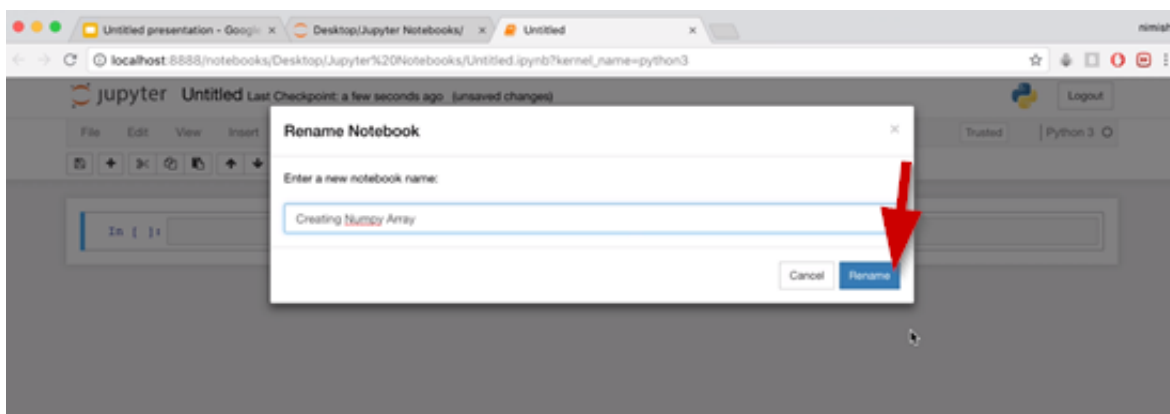 Untitled presentation - Google Desktop/Jupyter Notebooks/ Untitled nimish
localhost:8888/notebooks/Desktop/Jupyter%20Notebooks/Untitled.ipynb?kernel_name=python3
jupyter Untitled Last Checkpoint: a few seconds ago (unsaved changes) Logout
File Edit View Insert Trusted Python 3
Rename Notebook
Enter a new notebook name:
Creating Numpy Array
In [ ]:
Cancel Rename